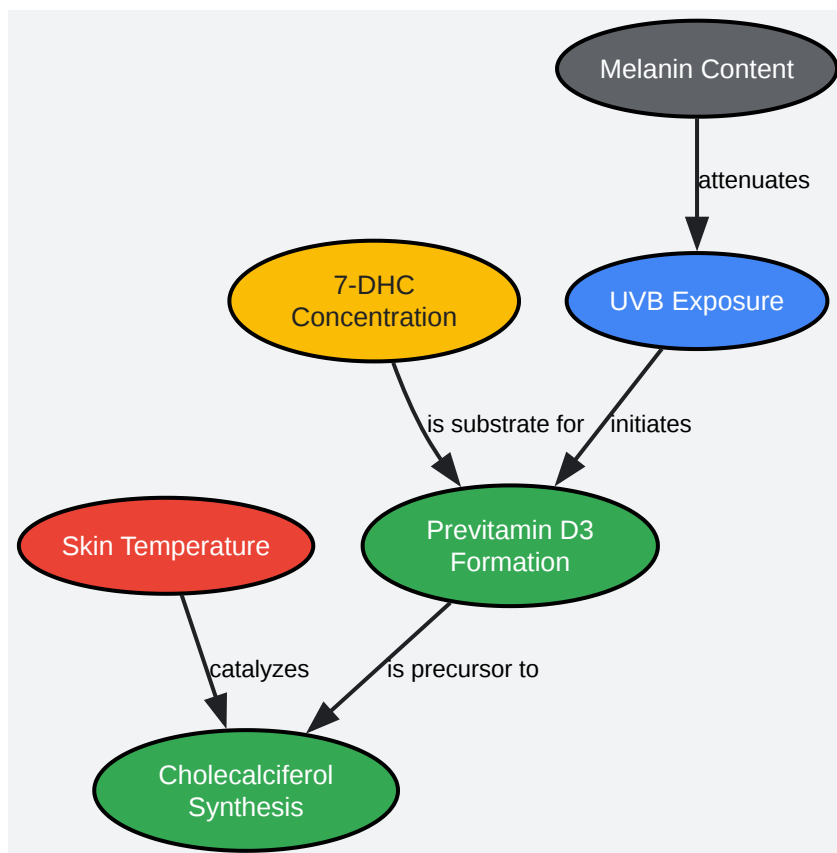 Melanin Content
attenuates
7-DHC
Concentration
UVB Exposure
is substrate for
initiates
Skin Temperature
Previtamin D3
Formation
catalyzes
is precursor to
Cholecalciferol
Synthesis